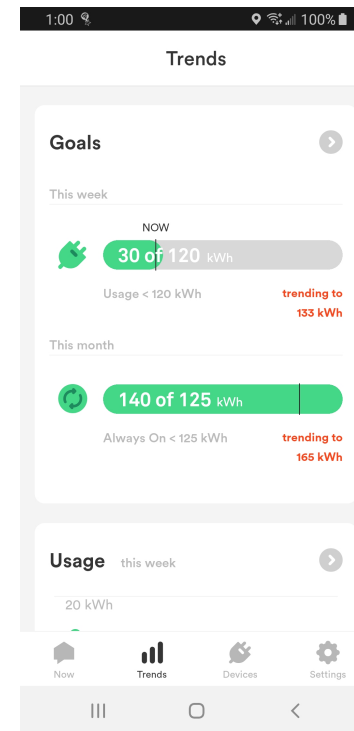 1:00 100%
Trends
Goals
This week
NOW
30 of 120 kWh
Usage < 120 kWh trending to
133 kWh
This month
140 of 125 kWh
Always On < 125 kWh trending to
165 kWh
Usage this week
20 kWh
Now Trends Devices Settings